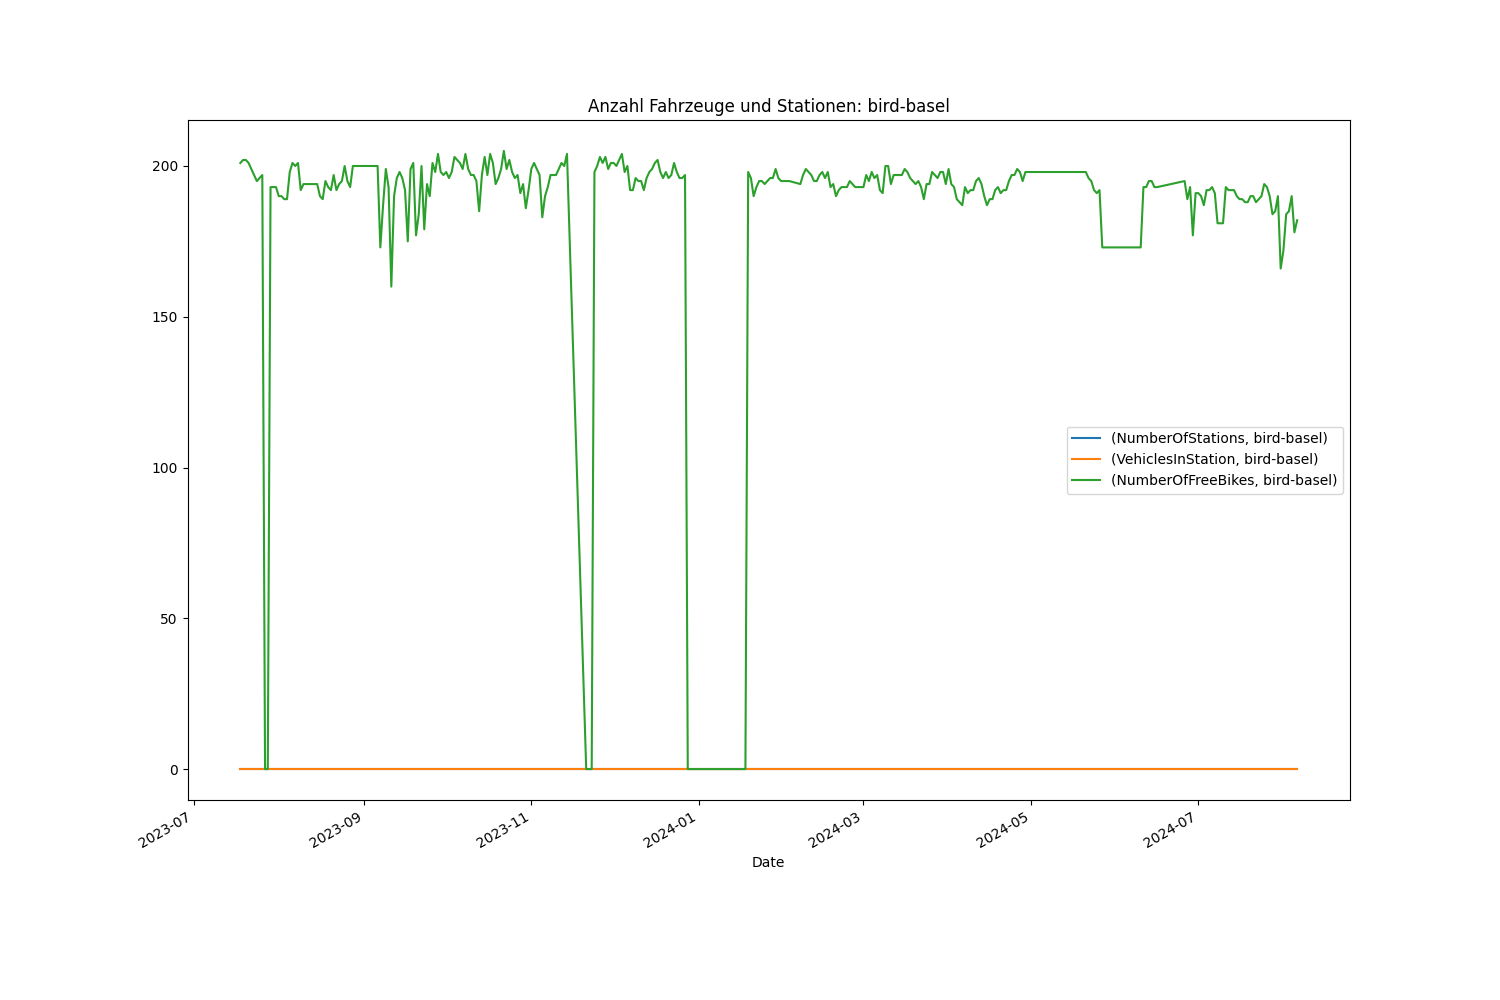 Anzahl Fahrzeuge und Stationen: bird-basel
200
150
100
50
0
(NumberOfStations, bird-basel)
(VehiclesInStation, bird-basel)
(NumberOfFreeBikes, bird-basel)
2023-07
2023-09
2023-11
2024-01
2024-03
2024-05
2024-07
Date